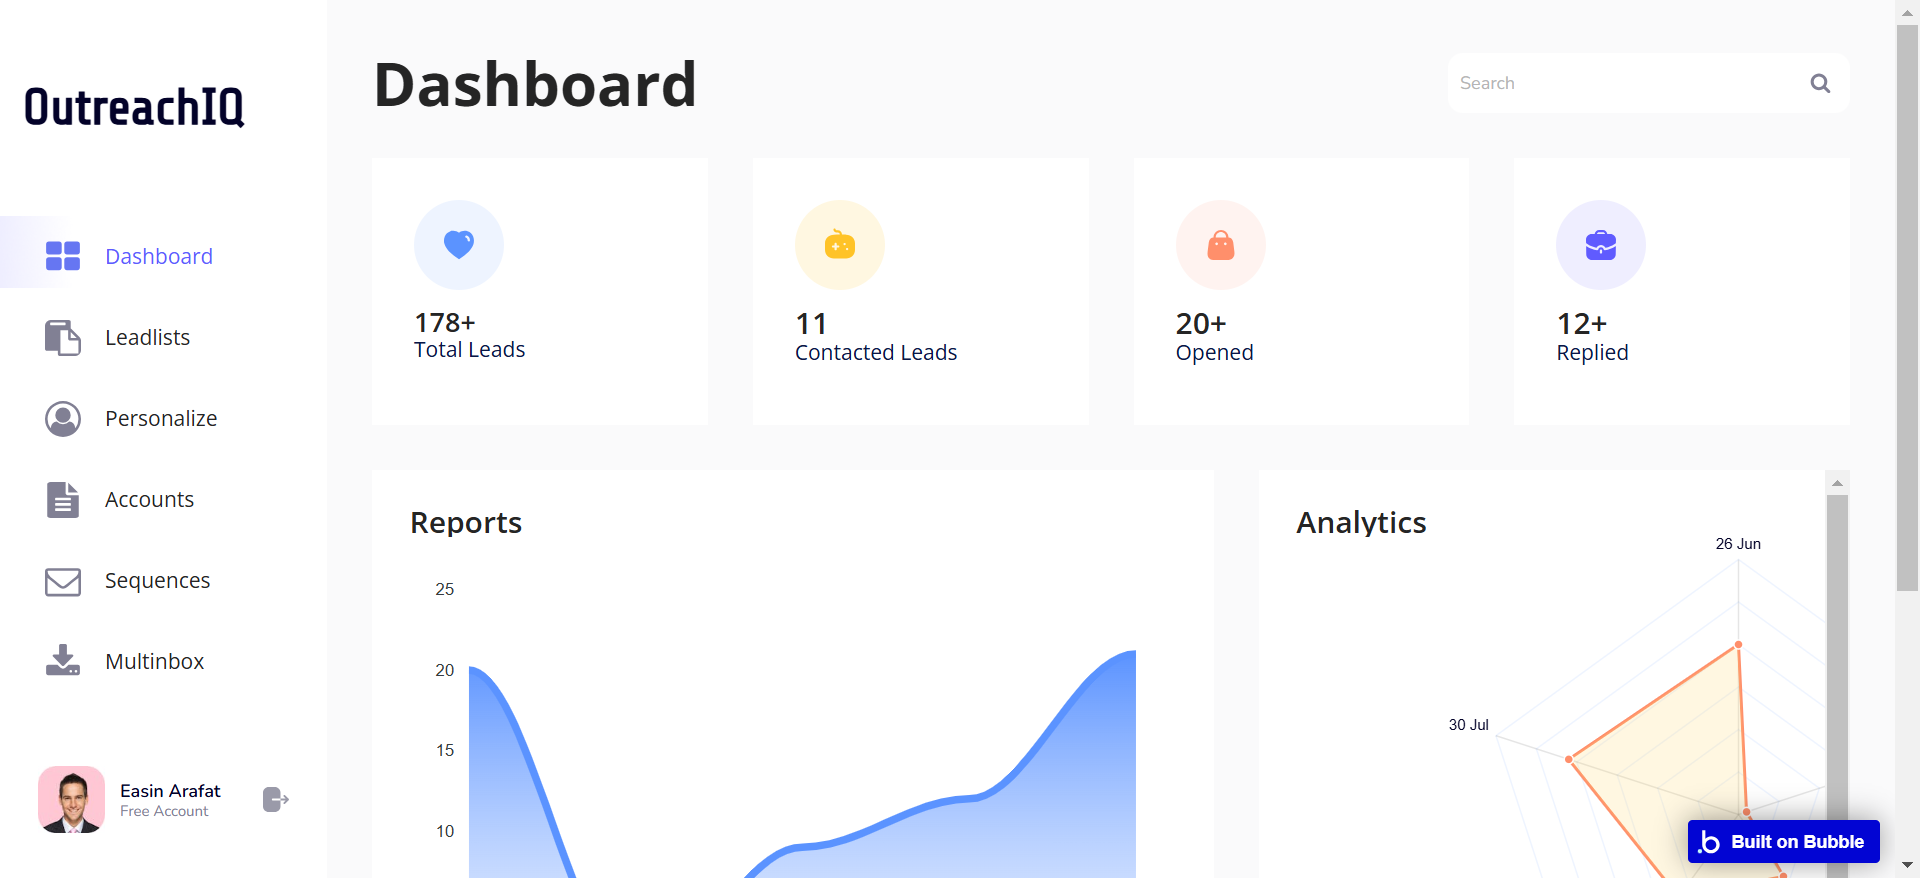 OutreachIQ
Dashboard
Leadlists
Personalize
Accounts
Sequences
Multinbox
Easin Arafat
Free Account
Dashboard
Search
178+
Total Leads
11
Contacted Leads
20+
Opened
12+
Replied
Reports
25
20
15
10
Analytics
26 Jun
30 Jul
Built on Bubble